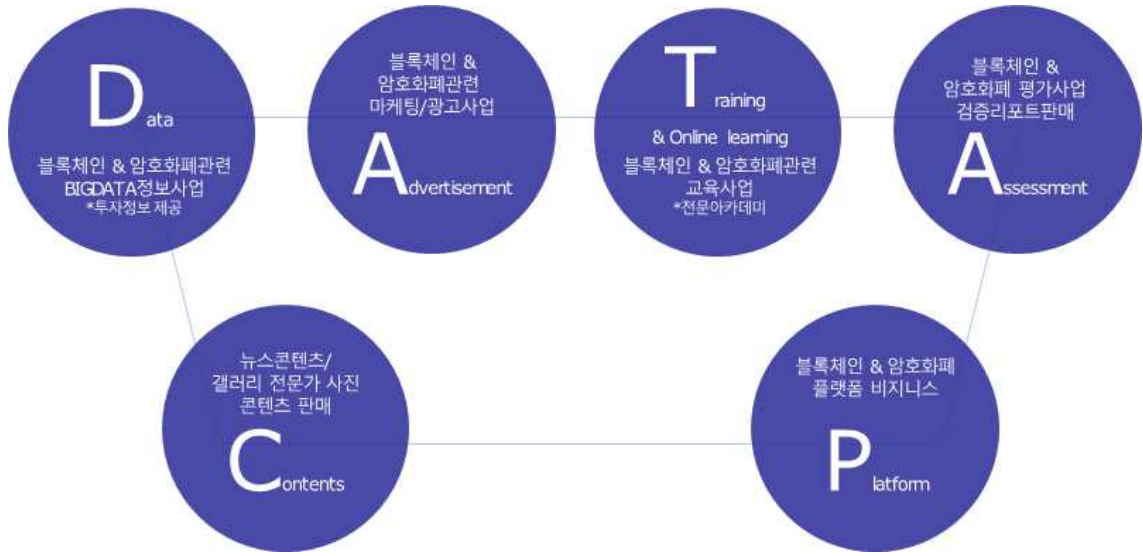 Data
블록체인 & 암호화폐관련
BIGDATA정보사업
*투자정보 제공
블록체인 &
암호화폐관련
마케팅/광고사업
Advertisement
Training
& Online learning
블록체인 & 암호화폐관련
교육사업
*전문아카데미
블록체인 &
암호화폐 평가사업
검증리포트판매
Assessment
뉴스콘텐츠/
갤러리 전문가 사진
콘텐츠 판매
Contents
블록체인 & 암호화폐
플랫폼 비지니스
Platform